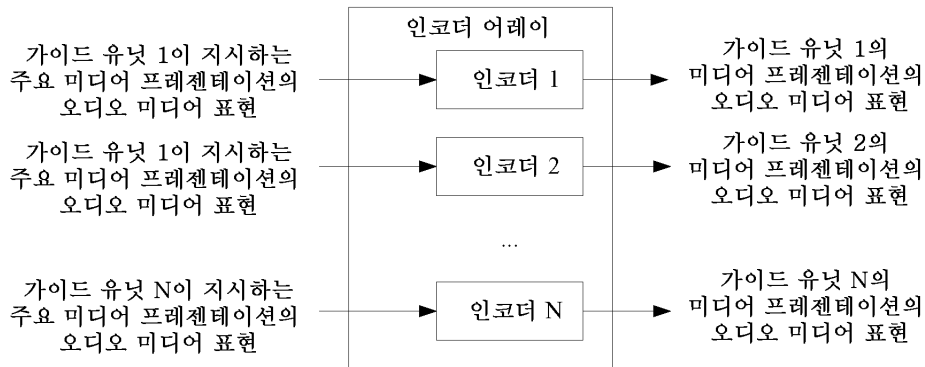 인코더 어레이
가이드 유닛 1이 지시하는
주요 미디어 프레젠테이션의
오디오 미디어 표현
인코더 1
가이드 유닛 1의
미디어 프레젠테이션의
오디오 미디어 표현
가이드 유닛 1이 지시하는
주요 미디어 프레젠테이션의
오디오 미디어 표현
인코더 2
가이드 유닛 2의
미디어 프레젠테이션의
오디오 미디어 표현
...
가이드 유닛 N이 지시하는
주요 미디어 프레젠테이션의
오디오 미디어 표현
인코더 N
가이드 유닛 N의
미디어 프레젠테이션의
오디오 미디어 표현